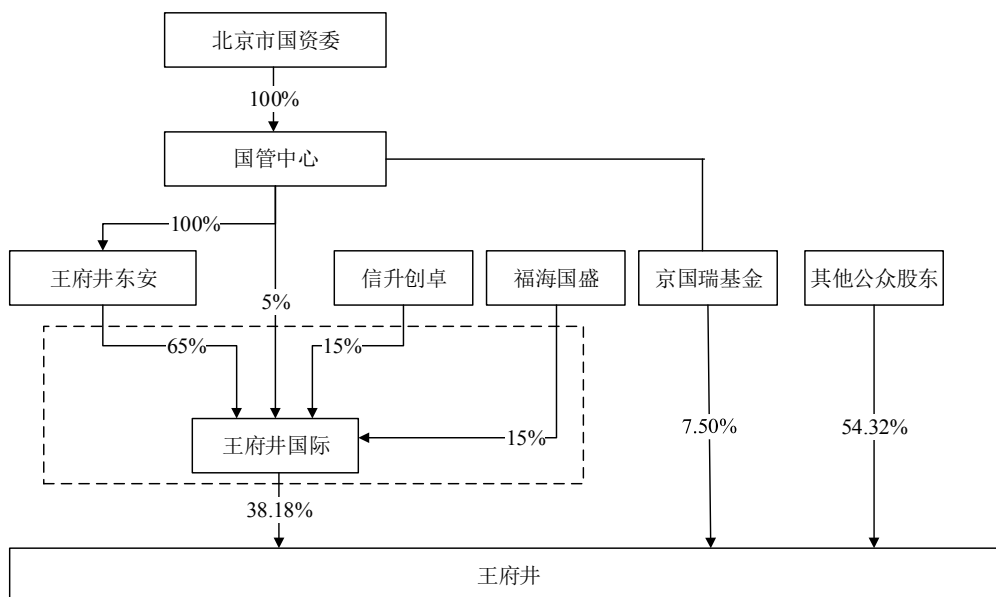 北京市国资委
100%
国管中心
100%
王府井东安
信升创卓
福海国盛
京国瑞基金
其他公众股东
5%
65%
15%
王府井国际
15%
7.50%
54.32%
38.18%
王府井